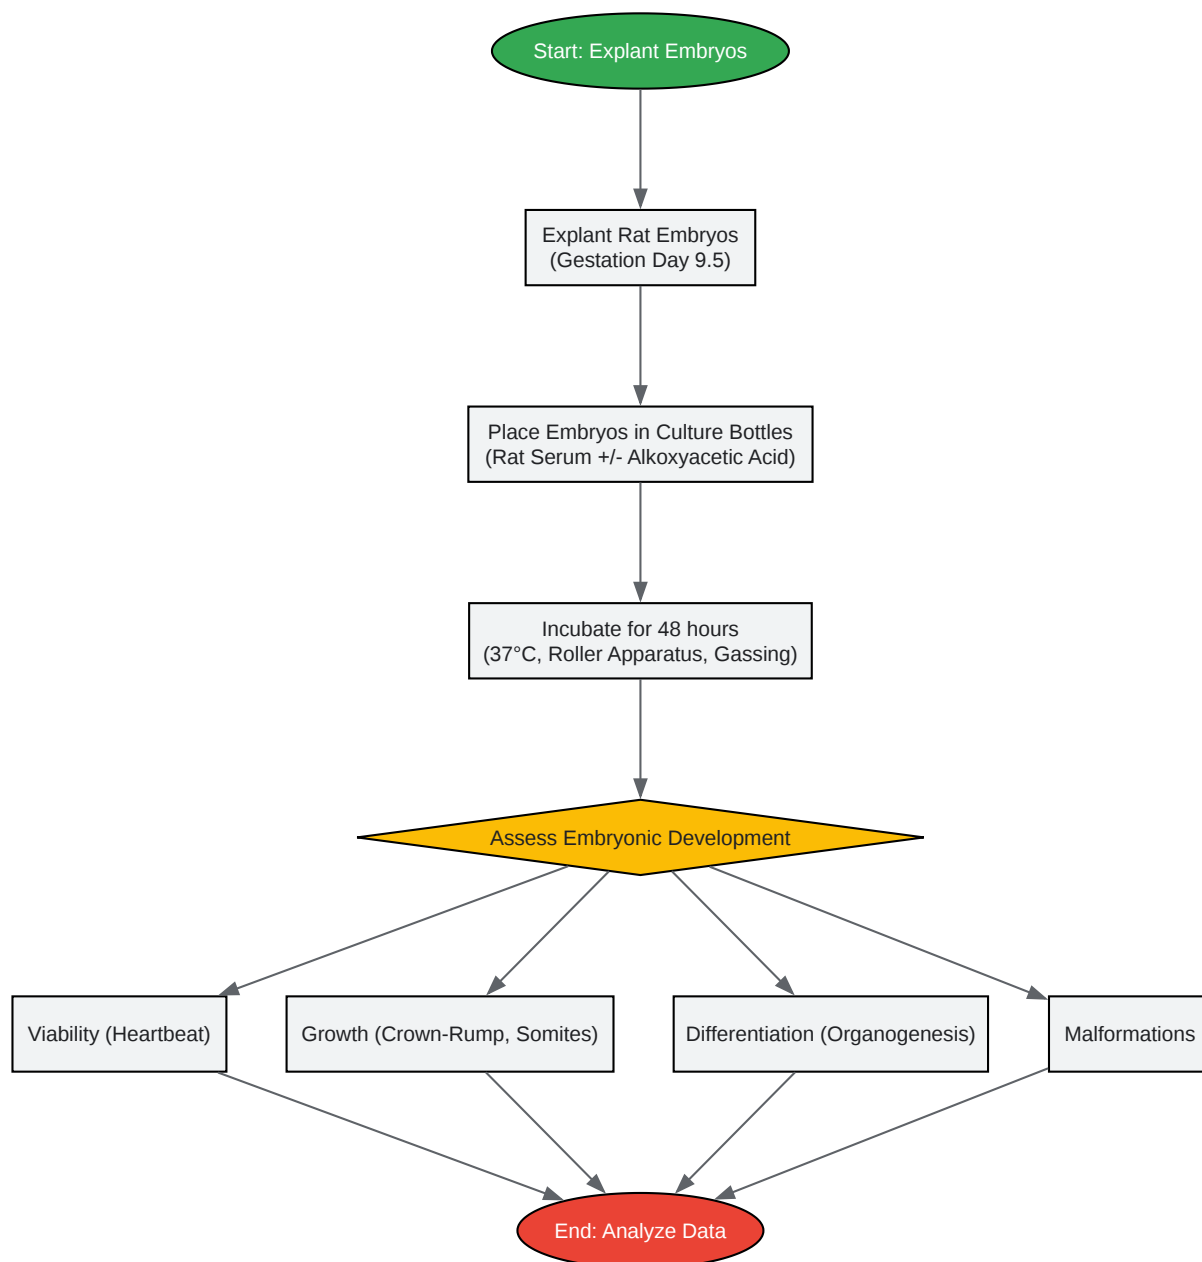 Start: Explant Embryos
Explant Rat Embryos
(Gestation Day 9.5)
Place Embryos in Culture Bottles
(Rat Serum +/- Alkoxyacetic Acid)
Incubate for 48 hours
(37°C, Roller Apparatus, Gassing)
Assess Embryonic Development
Viability (Heartbeat)
Growth (Crown-Rump, Somites)
Differentiation (Organogenesis)
Malformations
End: Analyze Data